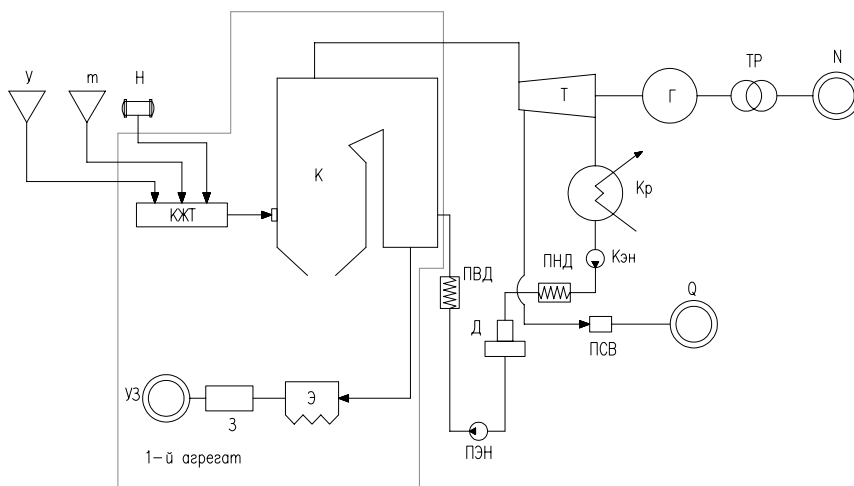 У
т
Н
ТР
N
Т
Г
К
КЖТ
Кр
Кэн
ПНД
ПВД
Q
Д
ПСВ
УЗ
З
Э
ПЭН
1-й агрегат